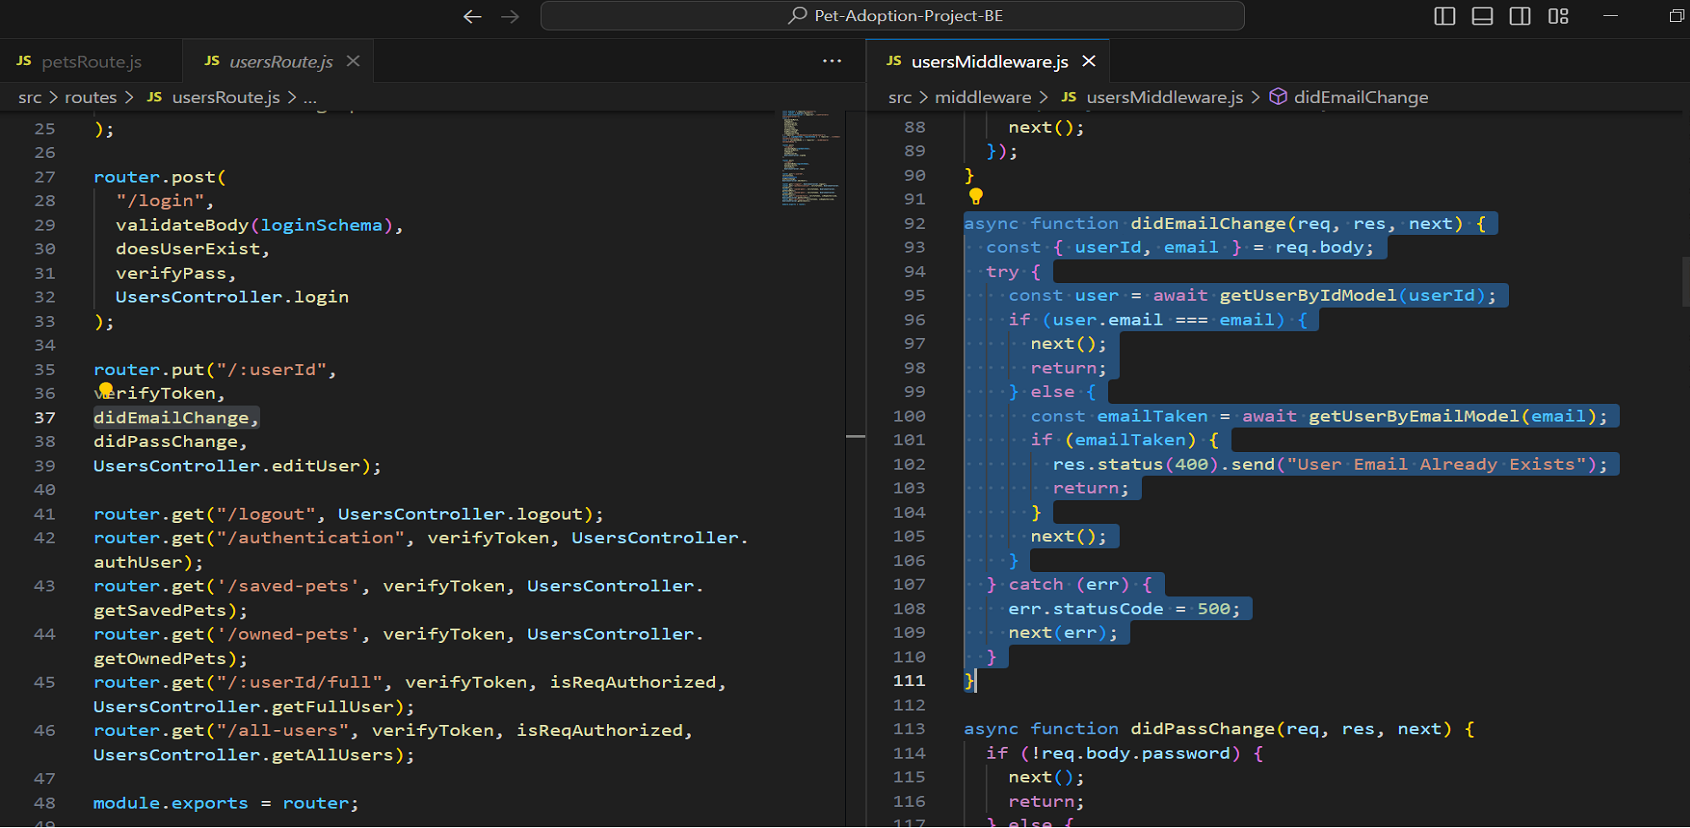 Pet-Adoption-Project-BE
JS petsRoute.js
JS usersRoute.js
src > routes > JS usersRoute.js > ...
25 );
26
27 router.post(
28 "/login",
29 validateBody(loginSchema),
30 doesUserExist,
31 verifyPass,
32 UsersController.login
33 );
34
35 router.put("/:userId",
36 verifyToken,
37 didEmailChange,
38 didPassChange,
39 UsersController.editUser);
40
41 router.get("/logout", UsersController.logout);
42 router.get("/authentication", verifyToken, UsersController.
authUser);
43 router.get('/saved-pets', verifyToken, UsersController.
getSavedPets);
44 router.get('/owned-pets', verifyToken, UsersController.
getOwnedPets);
45 router.get("/:userId/full", verifyToken, isReqAuthorized,
UsersController.getFullUser);
46 router.get("/all-users", verifyToken, isReqAuthorized,
UsersController.getAllUsers);
47
48 module.exports = router;
49
JS usersMiddleware.js
src > middleware > JS usersMiddleware.js > didEmailChange
88 next();
89 });
90 }
91
92 async function didEmailChange(req, res, next) {
93 const { userId, email } = req.body;
94 try {
95 const user = await getUserByIdModel(userId);
96 if (user.email === email) {
97 next();
98 return;
99 } else {
100 const emailTaken = await getUserByEmailModel(email);
101 if (emailTaken) {
102 res.status(400).send("User Email Already Exists");
103 return;
104 }
105 next();
106 }
107 } catch (err) {
108 err.statusCode = 500;
109 next(err);
110 }
111 }
112
113 async function didPassChange(req, res, next) {
114 if (!req.body.password) {
115 next();
116 return;
117 } else {